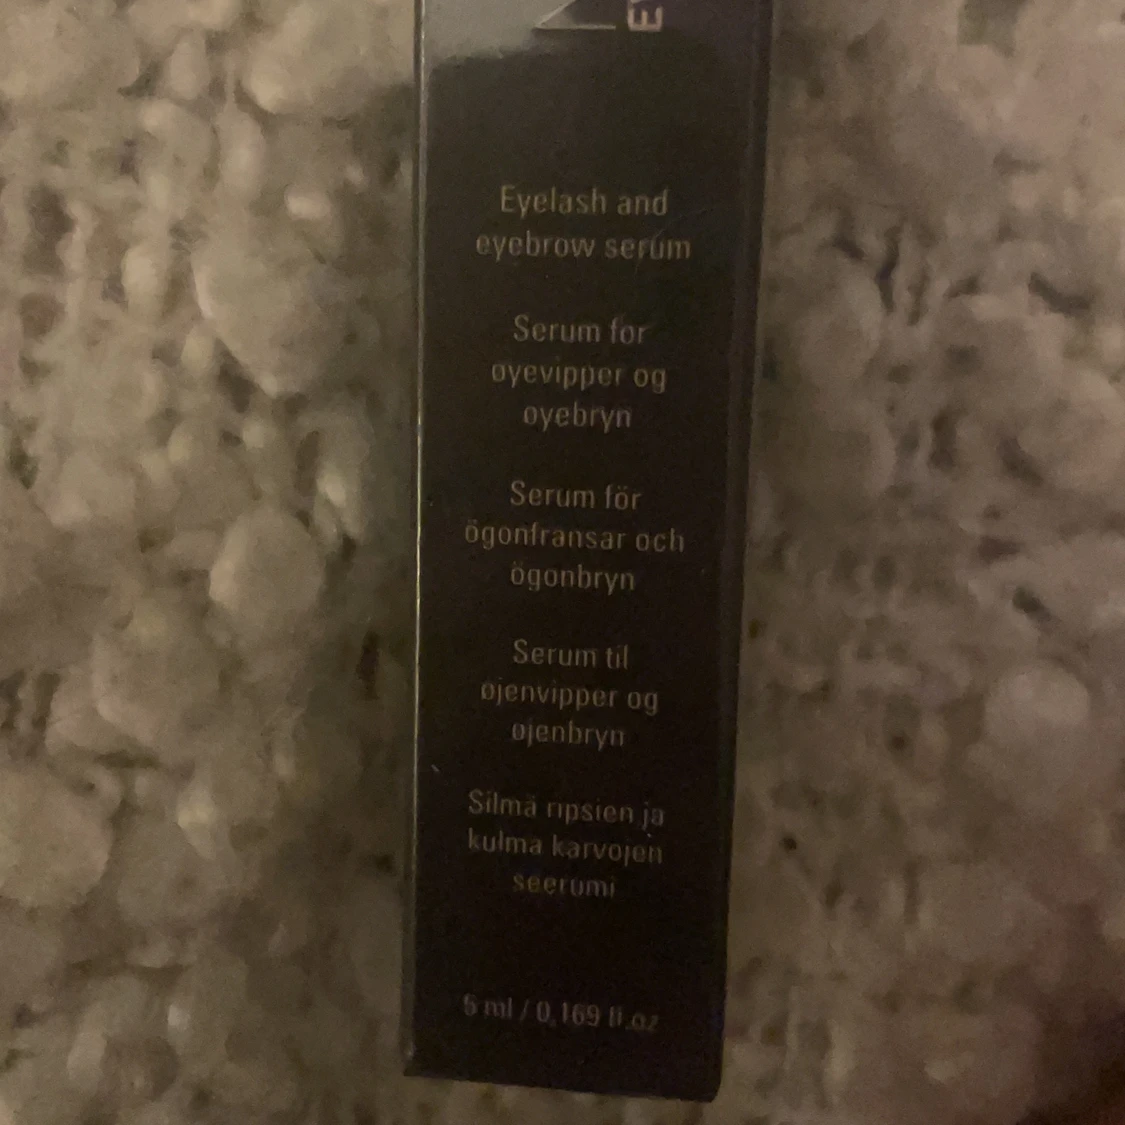 Eyelash and
eyebrow serum
Serum for
øyevipper og
øyebryn
Serum för
ögonfransar och
ögonbryn
Serum til
øjenvipper og
øjenbryn
Silmä ripsien ja
kulma karvojen
seerumi
5 ml / 0,169 fl.oz